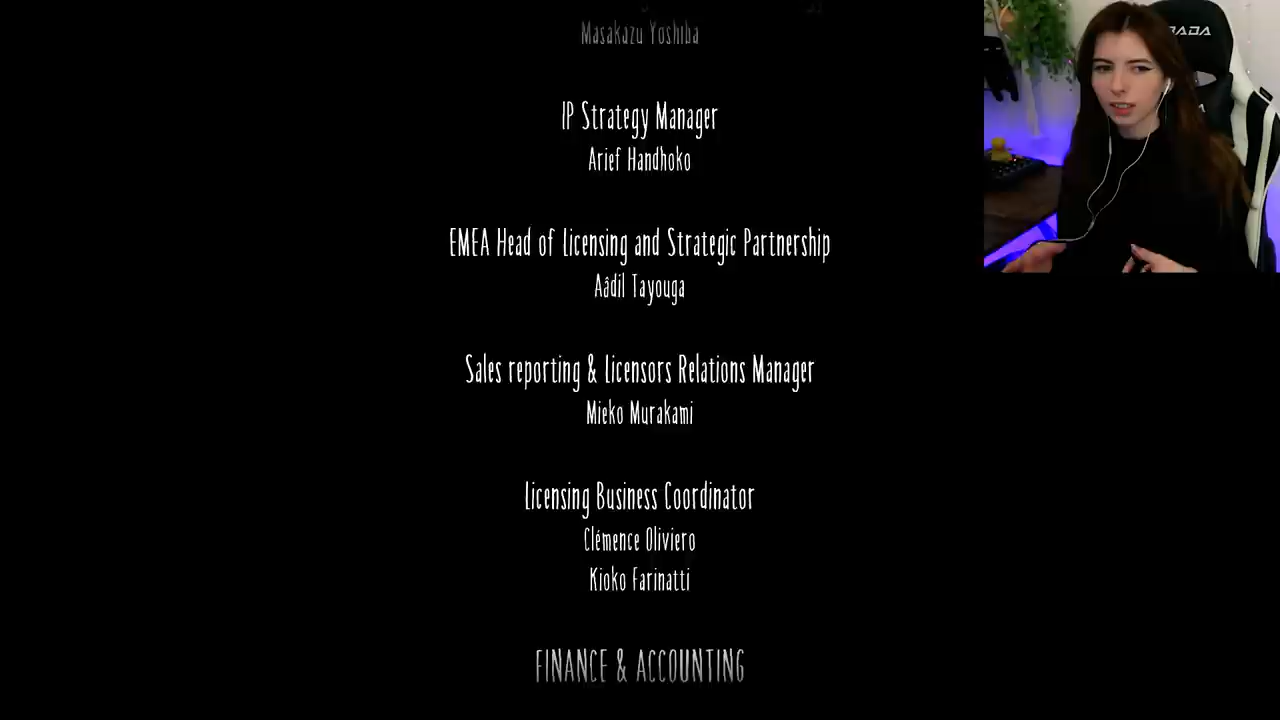 Masakazu Yoshiba
IP Strategy Manager
Arief Handhoko
EMEA Head of Licensing and Strategic Partnership
Aâdil Tayouga
Sales reporting & Licensors Relations Manager
Mieko Murakami
Licensing Business Coordinator
Clémence Oliviero
Kioko Farinatti
FINANCE & ACCOUNTING